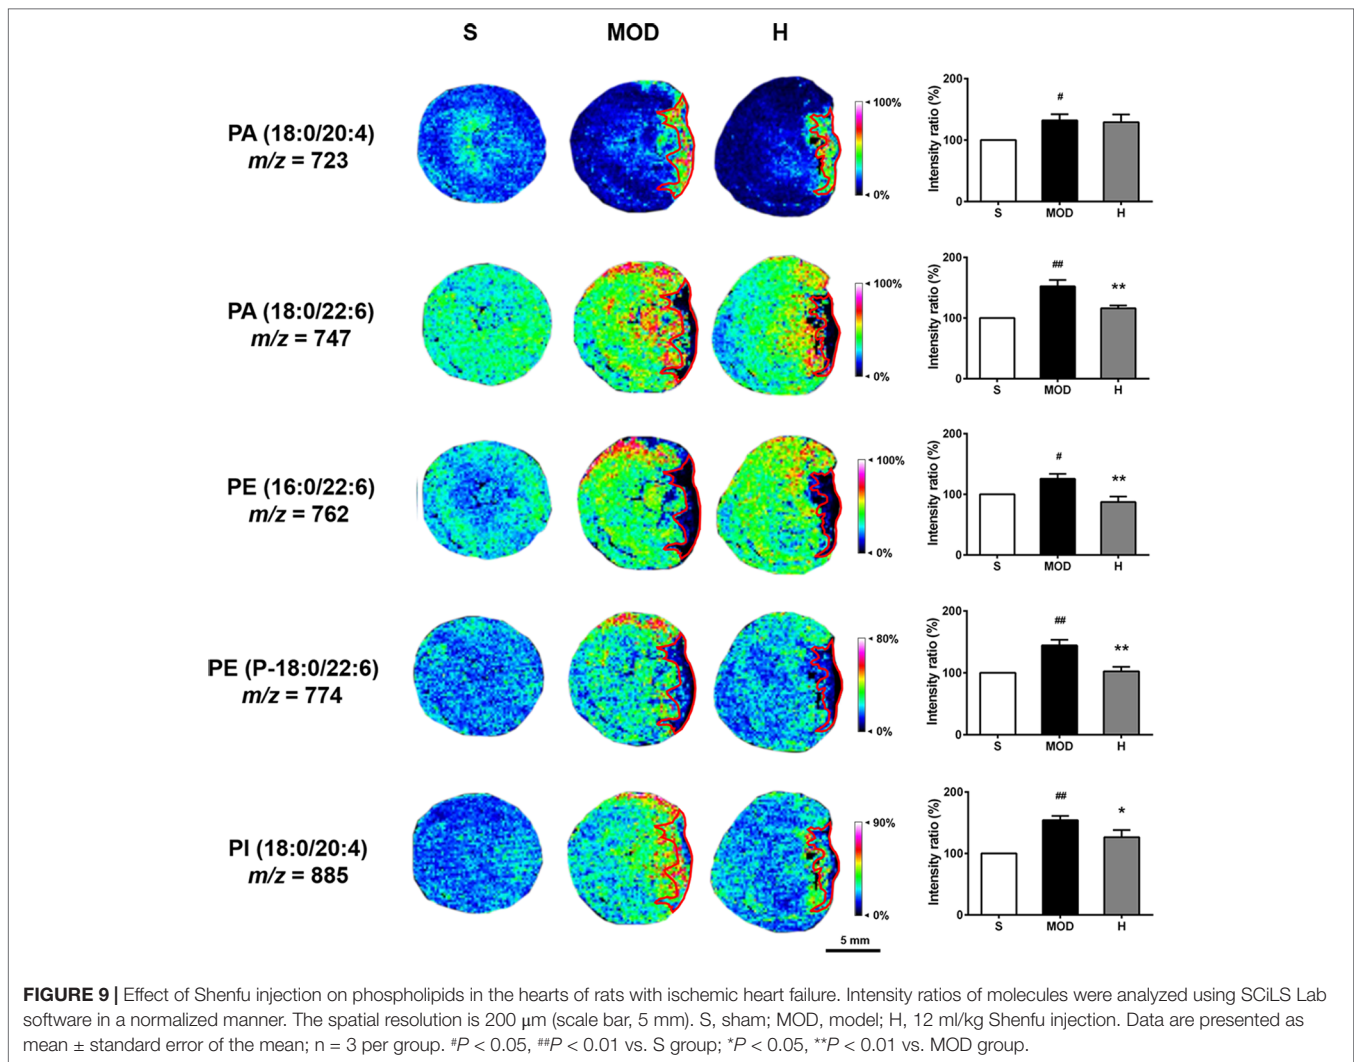 S MOD H
PA (18:0/20:4)
m/z = 723
100%
0%
Intensity ratio (%)
200
100
0
#
S MOD H
PA (18:0/22:6)
m/z = 747
100%
0%
Intensity ratio (%)
200
100
0
##
**
S MOD H
PE (16:0/22:6)
m/z = 762
100%
0%
Intensity ratio (%)
200
100
0
#
**
S MOD H
PE (P-18:0/22:6)
m/z = 774
80%
0%
Intensity ratio (%)
200
100
0
##
**
S MOD H
PI (18:0/20:4)
m/z = 885
90%
0%
Intensity ratio (%)
200
100
0
##
*
S MOD H
5 mm
FIGURE 9 | Effect of Shenfu injection on phospholipids in the hearts of rats with ischemic heart failure. Intensity ratios of molecules were analyzed using SCiLS Lab
software in a normalized manner. The spatial resolution is 200 μm (scale bar, 5 mm). S, sham; MOD, model; H, 12 ml/kg Shenfu injection. Data are presented as
mean ± standard error of the mean; n = 3 per group. #P < 0.05, ##P < 0.01 vs. S group; *P < 0.05, **P < 0.01 vs. MOD group.